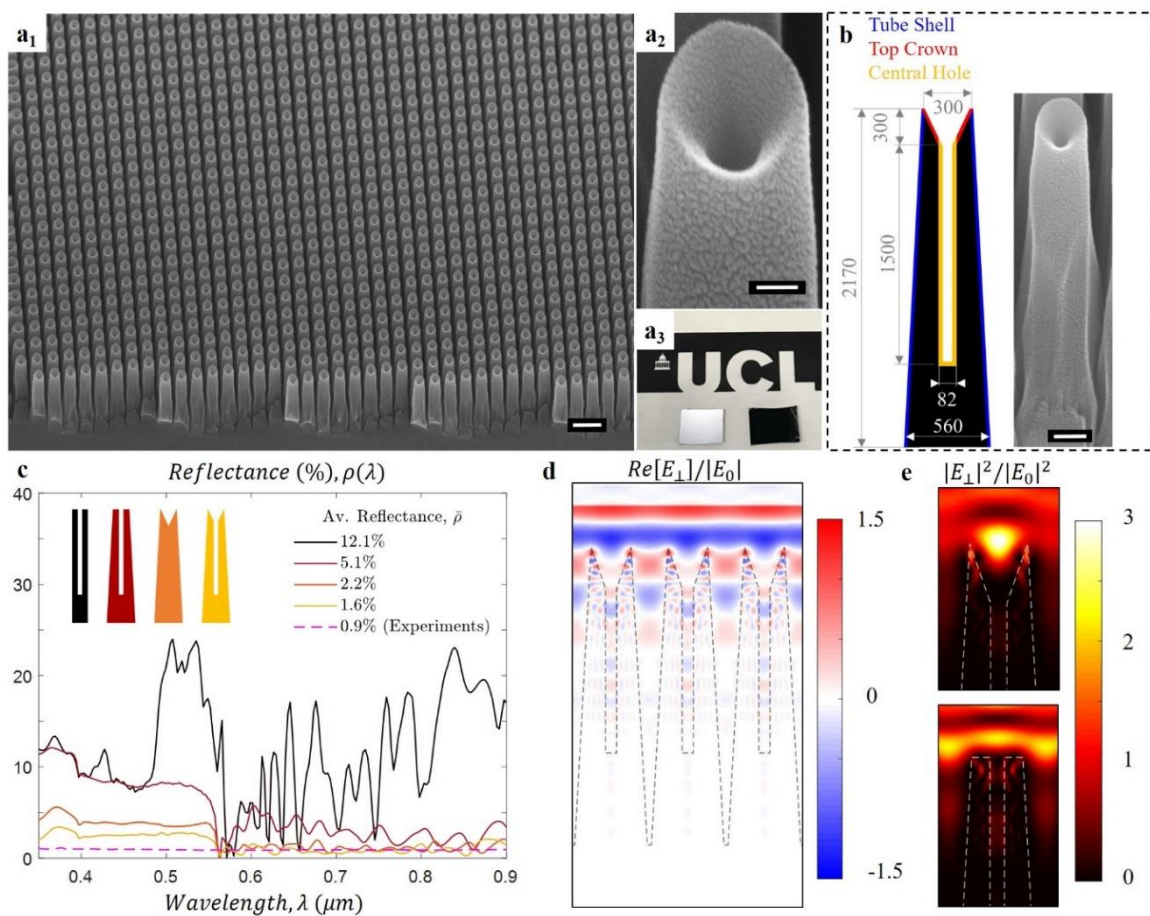 a₁
a₂
a₃
UCL
b
Tube Shell
Top Crown
Central Hole
300
300
1500
2170
82
560
c
Reflectance (%), ρ(λ)
40
30
20
10
0
0.4
0.5
0.6
0.7
0.8
0.9
Wavelength, λ (μm)
Av. Reflectance, ρ̄
12.1%
5.1%
2.2%
1.6%
0.9% (Experiments)
d
Re[E⊥]/|E₀|
1.5
0
-1.5
e
|E⊥|²/|E₀|²
3
2
1
0